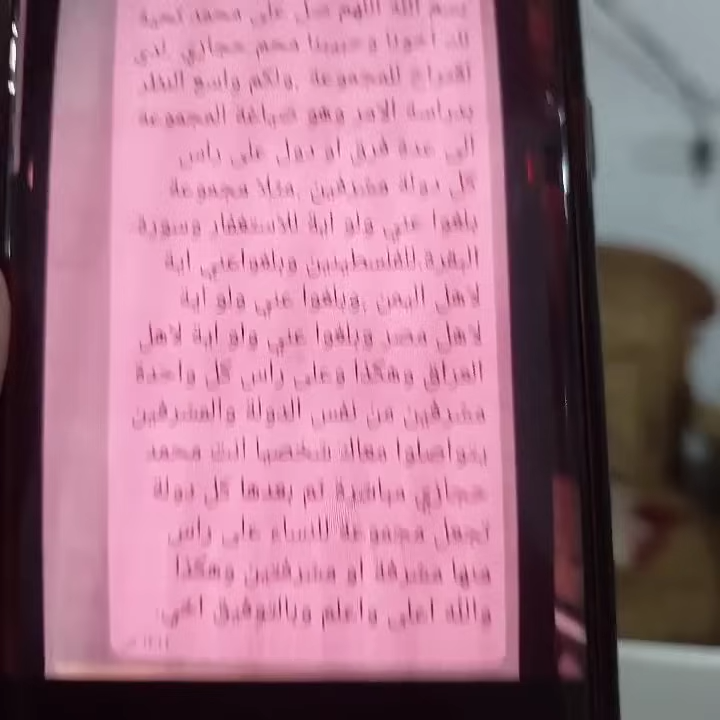 بسم الله اللهم صل على محمد تحية
لك اخونا وحبيبنا محمد حجازي لدي
اقتراح للمجموعة ,ولكم واسع النظر
بدراسة الامر وهو صياغة المجموعة
الى عدة فرق او دول على راس
كل دولة مشرفين ,مثلا مجموعة
بلغوا عني ولو اية للاستغفار وسورة
البقرة للفلسطينين وبلغواعني اية
لاهل اليمن ,وبلغوا عني ولو اية
لاهل مصر وبلغوا عني ولو اية لاهل
العراق وهكذا وعلى راس كل واحدة
مشرفين من نفس الدولة والمشرفين
يتواصلوا معاك شخصيا انت محمد
حجازي مباشرة ثم بعدها كل دولة
تجعل مجموعة للنساء على راس
منها مشرفة او مشرفتين وهكذا
والله اعلى واعلم وبالتوفيق اخي